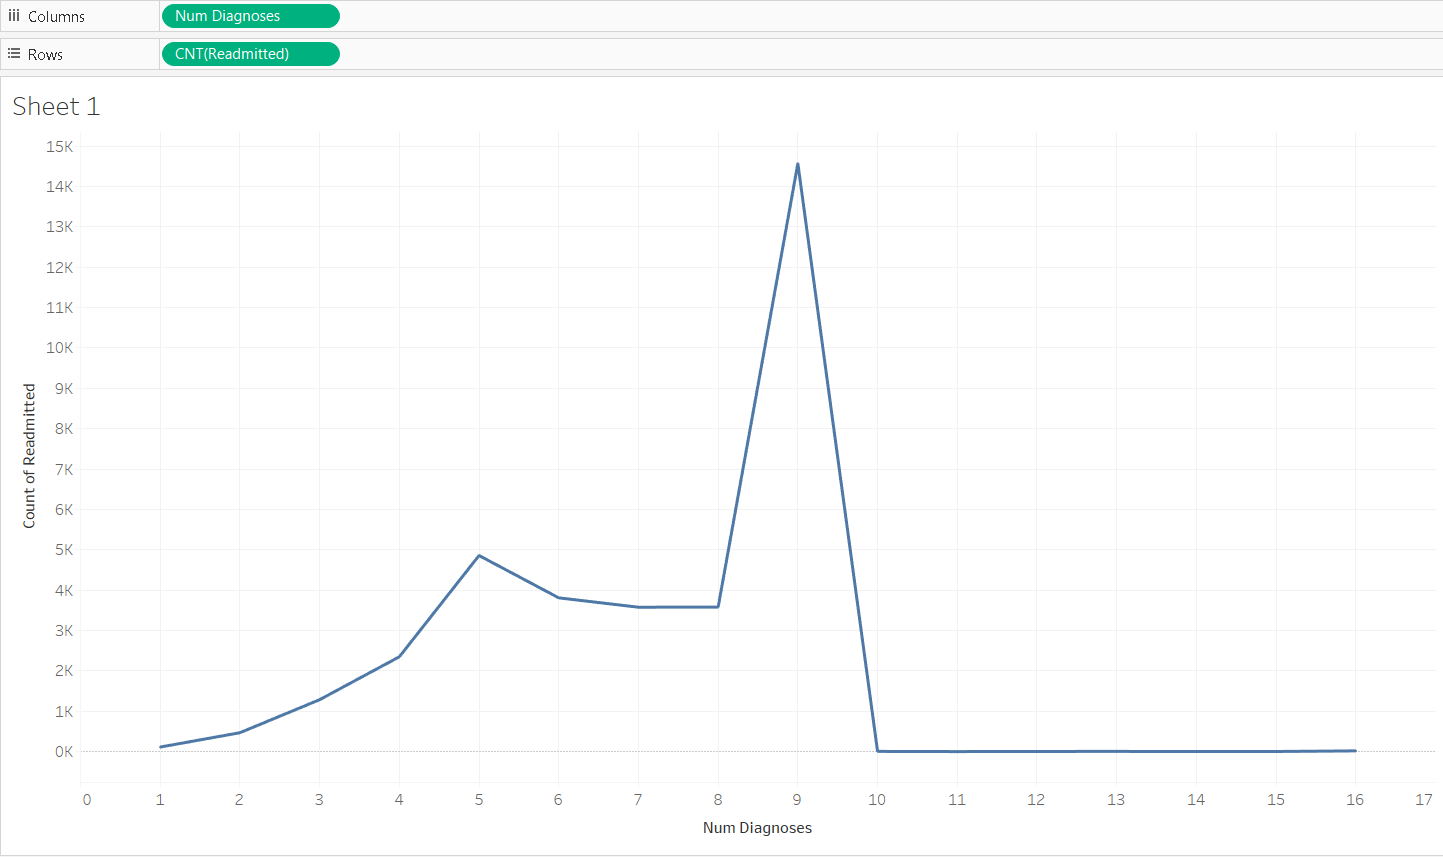 Columns
Num Diagnoses
Rows
CNT(Readmitted)
Sheet 1
15K
14K
13K
12K
11K
10K
9K
8K
7K
6K
5K
4K
3K
2K
1K
0K
Count of Readmitted
0 1 2 3 4 5 6 7 8 9 10 11 12 13 14 15 16 17
Num Diagnoses